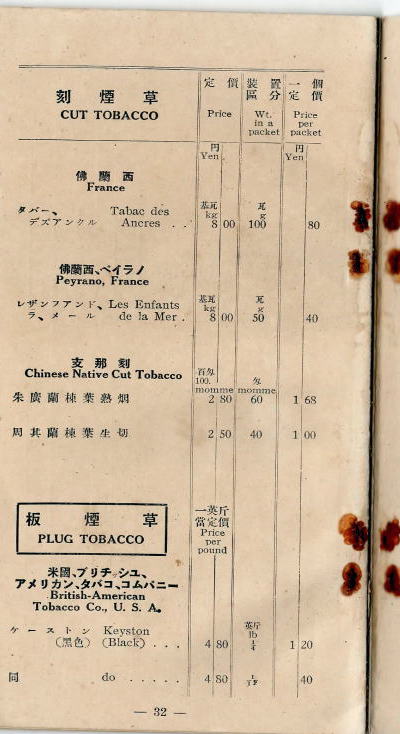 刻煙草 定價 装置區分 一個定價
CUT TOBACCO Price Wt. in a packet Price per packet
円 Yen 円 Yen
佛蘭西
France
基瓦 kg 瓦 g
タバー、 Tabac des
デズアンクル Ancres . . 8 00 100 80
佛蘭西、ペイラノ
Peyrano, France
基瓦 kg 瓦 g
レザンフアンド、 Les Enfants
ラ、メール de la Mer . 8 00 50 40
支那刻
Chinese Native Cut Tobacco
百匁 100. momme 匁 momme
朱廣蘭棟葉熱烟 2 80 60 1 68
周其蘭棟葉生切 2 50 40 1 00
板煙草 一英斤當定價
PLUG TOBACCO Price per pound
米國、ブリチッシユ、
アメリカン、タバコ、コムパニー
British-American
Tobacco Co., U. S. A.
英斤 lb
ケーストン Keyston
(黒色) (Black) . . . 4 80 ¼ 1 20
同 do . . . . . 4 80 40
— 32 —